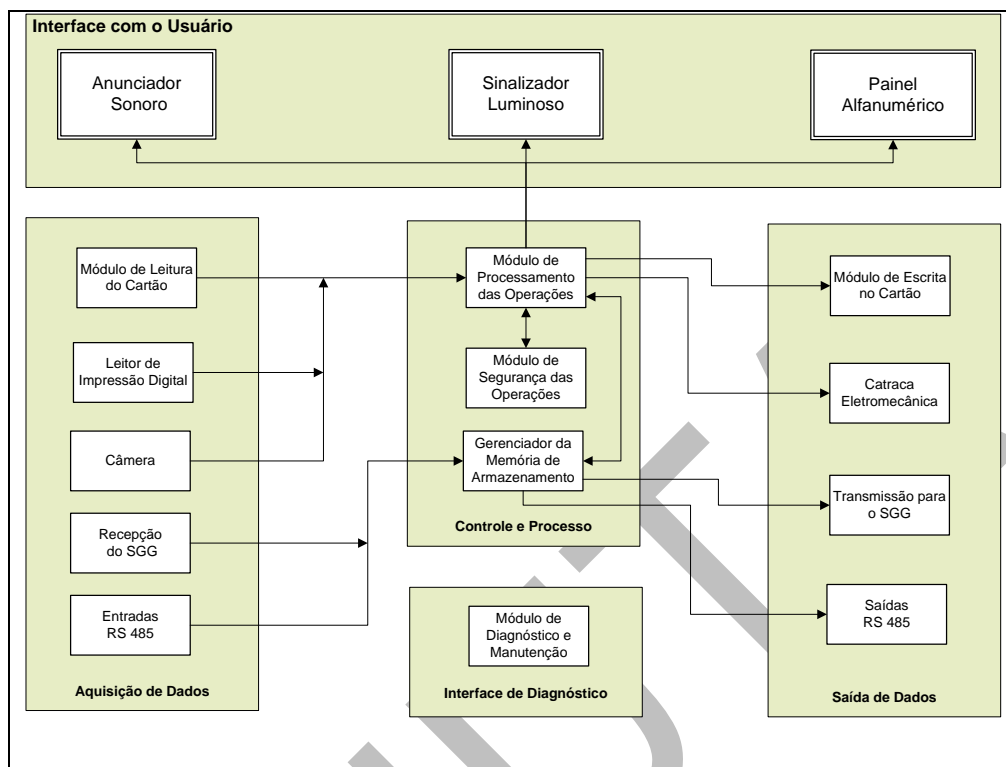 Interface com o Usuário
Anunciador
Sonoro
Sinalizador
Luminoso
Painel
Alfanumérico
Módulo de Leitura
do Cartão
Leitor de
Impressão Digital
Câmera
Recepção
do SGG
Entradas
RS 485
Aquisição de Dados
Módulo de
Processamento
das Operações
Módulo de
Segurança das
Operações
Gerenciador da
Memória de
Armazenamento
Controle e Processo
Módulo de
Diagnóstico e
Manutenção
Interface de Diagnóstico
Módulo de Escrita
no Cartão
Catraca
Eletromecânica
Transmissão para
o SGG
Saídas
RS 485
Saída de Dados